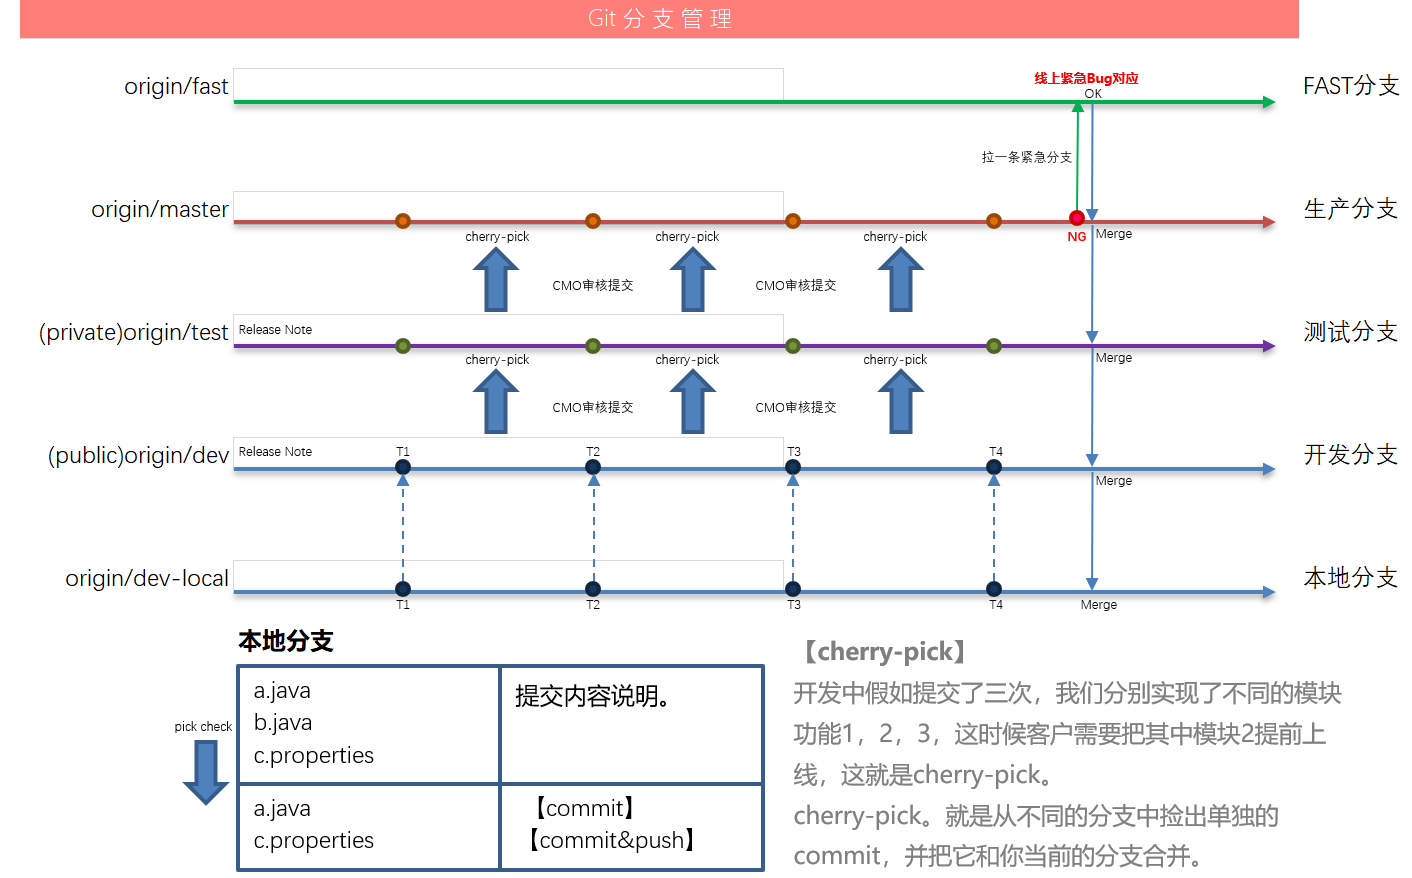 Git 分 支 管 理
线上紧急Bug对应
origin/fast
OK
FAST分支
拉一条紧急分支
origin/master
生产分支
cherry-pick
cherry-pick
cherry-pick
NG
Merge
CMO审核提交
CMO审核提交
(private)origin/test
Release Note
测试分支
cherry-pick
cherry-pick
cherry-pick
Merge
CMO审核提交
CMO审核提交
(public)origin/dev
Release Note
T1
T2
T3
T4
开发分支
Merge
origin/dev-local
本地分支
T1
T2
T3
T4
Merge
本地分支
pick check
a.java
b.java
c.properties
提交内容说明。
a.java
c.properties
【commit】
【commit&push】
【cherry-pick】
开发中假如提交了三次，我们分别实现了不同的模块
功能1，2，3，这时候客户需要把其中模块2提前上
线，这就是cherry-pick。
cherry-pick。就是从不同的分支中捡出单独的
commit，并把它和你当前的分支合并。